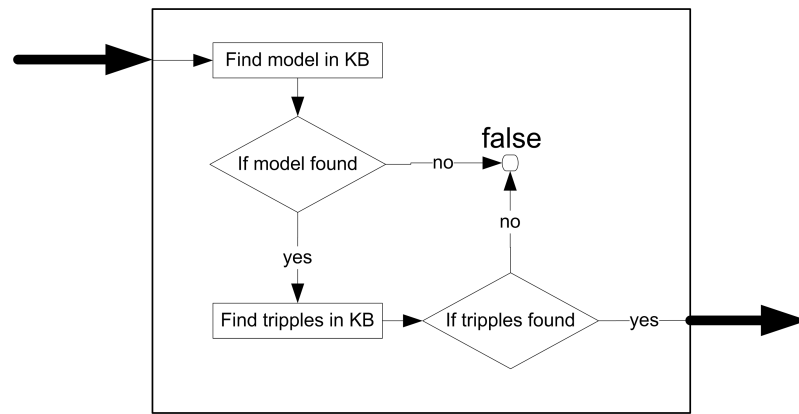 Find model in KB
false
If model found
no
no
yes
Find tripples in KB
If tripples found
yes